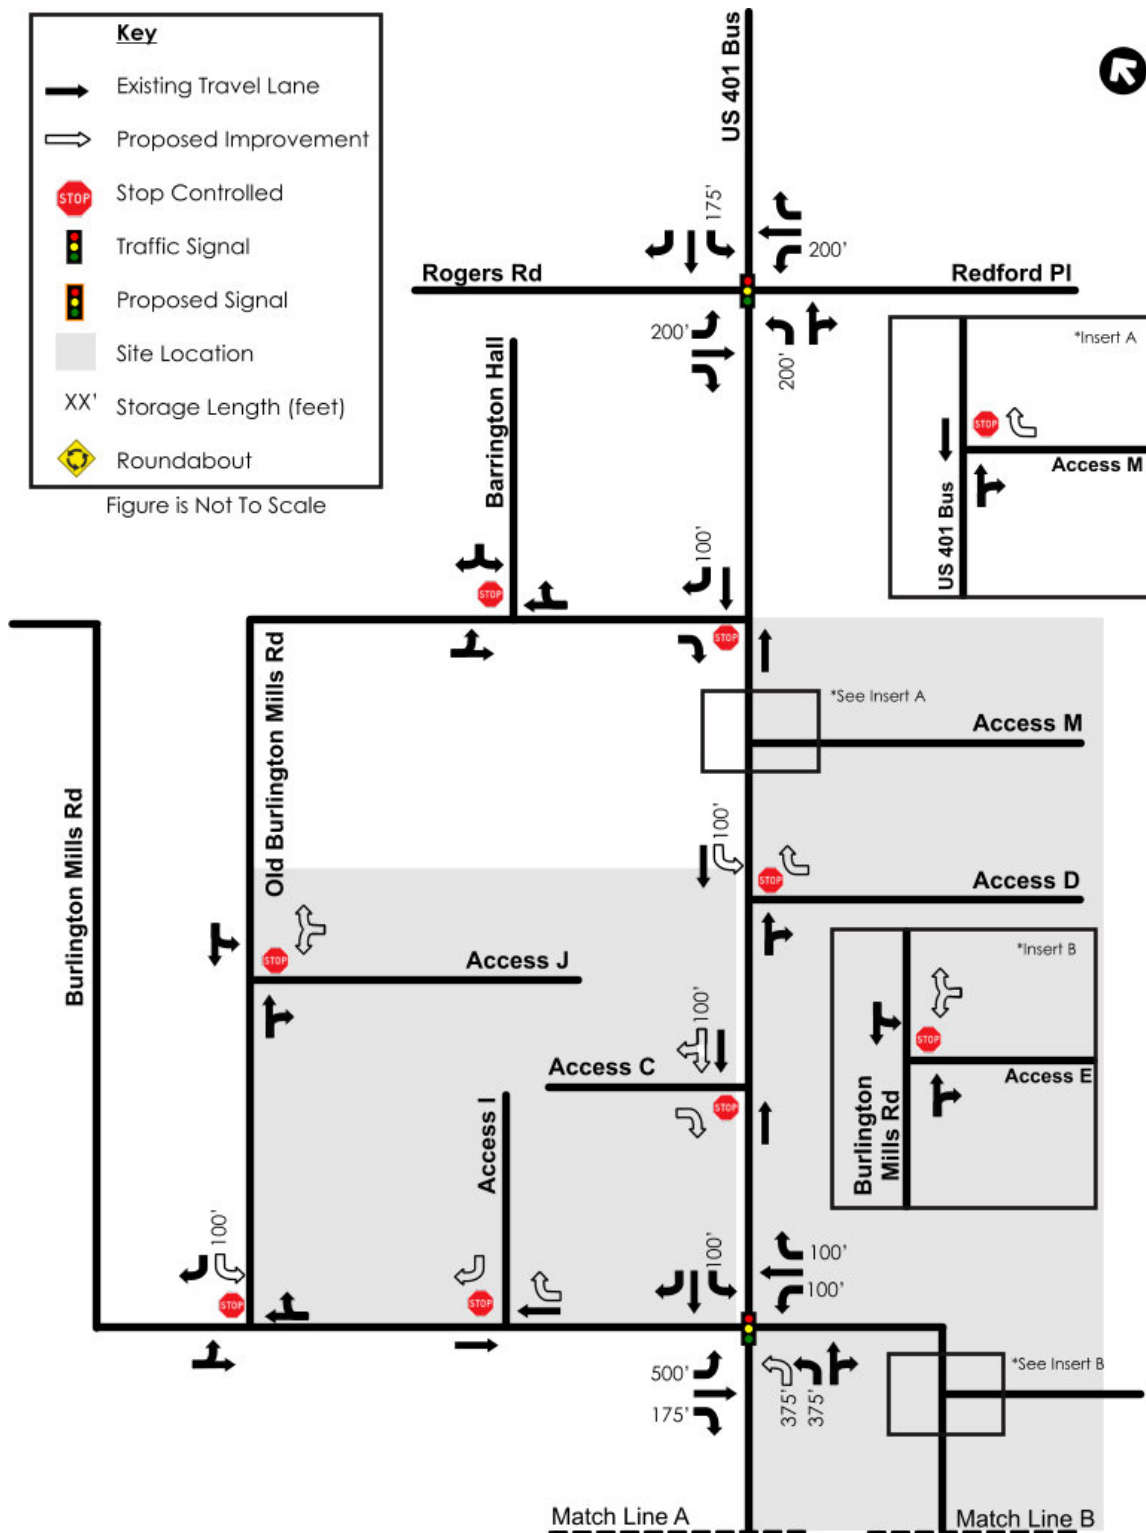 Key
Existing Travel Lane
Proposed Improvement
STOP
Stop Controlled
Traffic Signal
Proposed Signal
Site Location
XX' Storage Length (feet)
Roundabout
Figure is Not To Scale
US 401 Bus
175'
200'
Rogers Rd
Redford Pl
200'
200'
*Insert A
STOP
Access M
US 401 Bus
Barrington Hall
STOP
100'
STOP
*See Insert A
Access M
Burlington Mills Rd
Old Burlington Mills Rd
100'
STOP
Access D
STOP
Access J
*Insert B
STOP
Access E
Burlington
Mills Rd
100'
Access C
STOP
Access I
100'
STOP
STOP
100'
100'
100'
500'
175'
375'
375'
*See Insert B
Match Line A
Match Line B